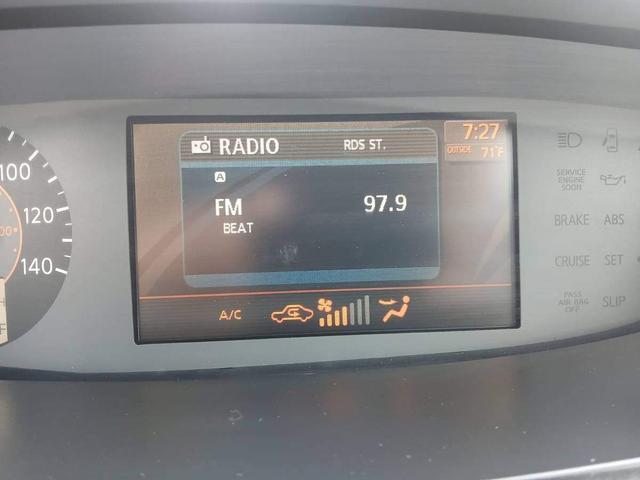 RADIO RDS ST.
7:27
OUTSIDE 71°F
A
FM 97.9
BEAT
A/C
100
120
140
SERVICE
ENGINE
SOON
BRAKE ABS
CRUISE SET
PASS
AIR BAG
OFF
SLIP